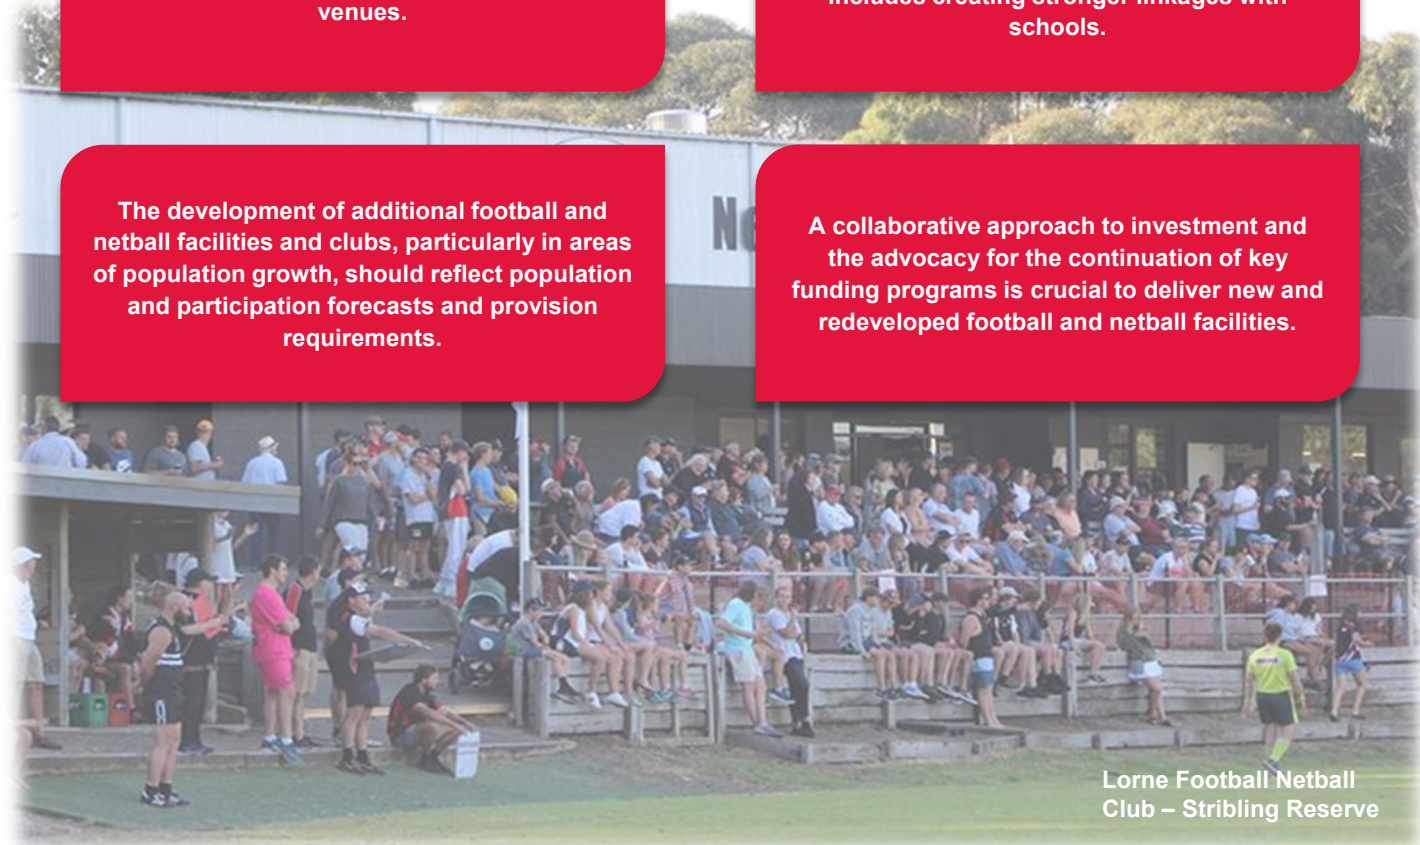 venues.
schools.
The development of additional football and
netball facilities and clubs, particularly in areas
of population growth, should reflect population
and participation forecasts and provision
requirements.
A collaborative approach to investment and
the advocacy for the continuation of key
funding programs is crucial to deliver new and
redeveloped football and netball facilities.
Lorne Football Netball
Club – Stribling Reserve